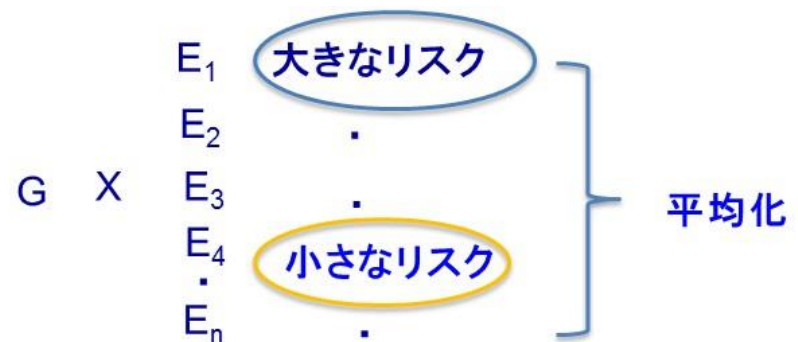 E₁ 大きなリスク
E₂ .
G X E₃ . 平均化
E₄ 小さなリスク
.
Eₙ .